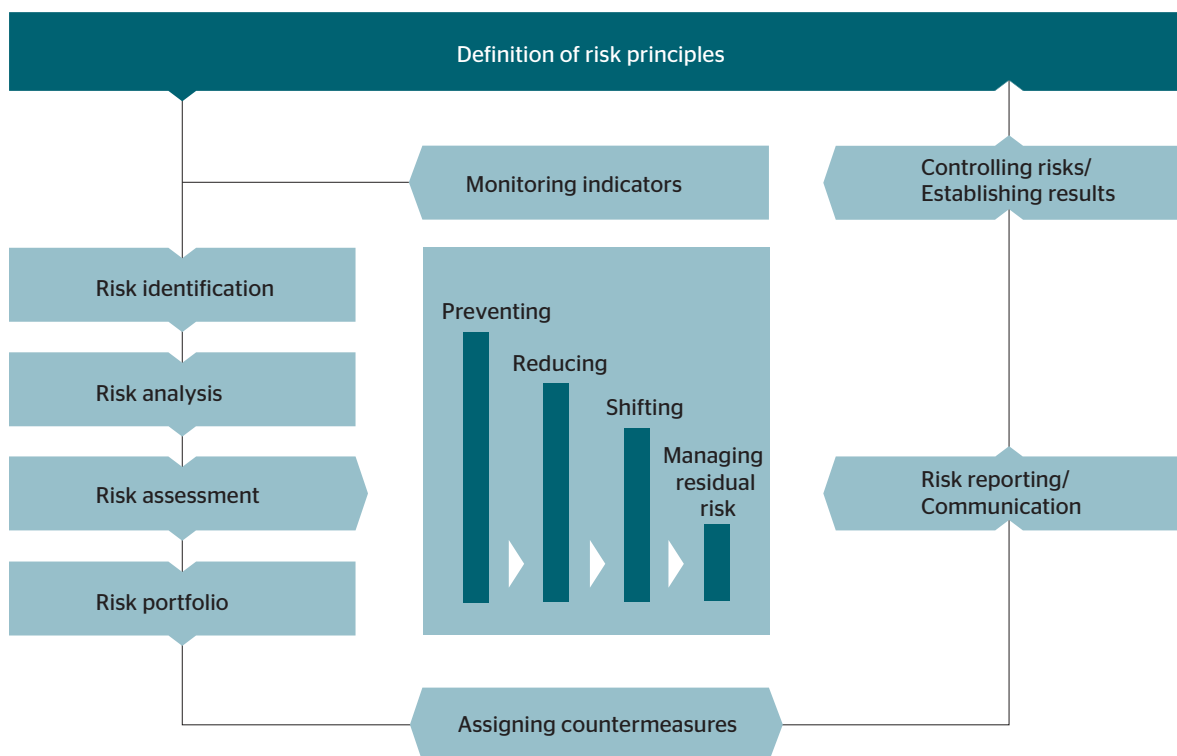 Definition of risk principles
Monitoring indicators
Controlling risks/
Establishing results
Risk identification
Risk analysis
Risk assessment
Risk portfolio
Preventing
Reducing
Shifting
Managing
residual
risk
Risk reporting/
Communication
Assigning countermeasures